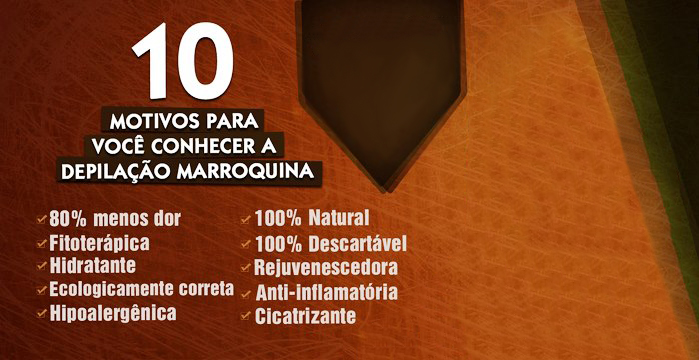 10
MOTIVOS PARA
VOCÊ CONHECER A
DEPILAÇÃO MARROQUINA
80% menos dor
Fitoterápica
Hidratante
Ecologicamente correta
Hipoalergênica
100% Natural
100% Descartável
Rejuvenescedora
Anti-inflamatória
Cicatrizante